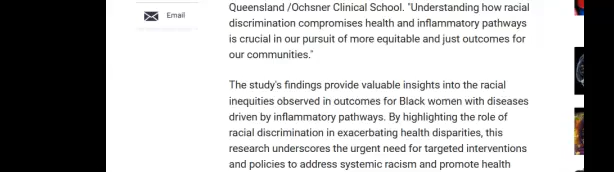 Email
Queensland /Ochsner Clinical School. "Understanding how racial
discrimination compromises health and inflammatory pathways
is crucial in our pursuit of more equitable and just outcomes for
our communities."
The study's findings provide valuable insights into the racial
inequities observed in outcomes for Black women with diseases
driven by inflammatory pathways. By highlighting the role of
racial discrimination in exacerbating health disparities, this
research underscores the urgent need for targeted interventions
and policies to address systemic racism and promote health